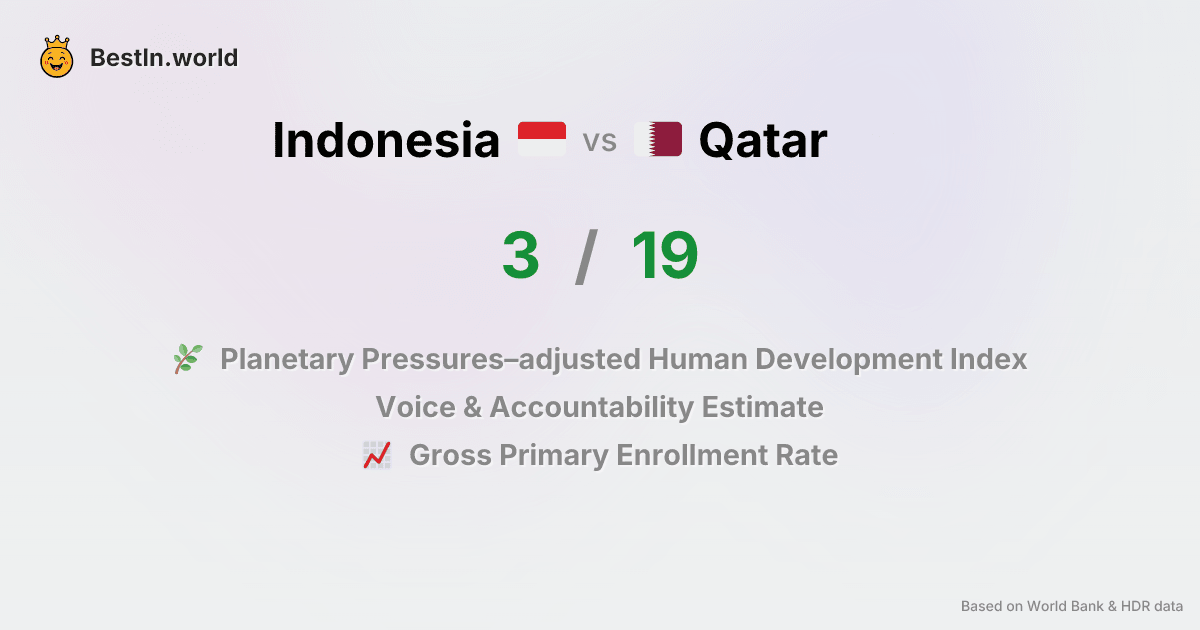 BestIn.world
Indonesia vs Qatar
3 / 19
Planetary Pressures–adjusted Human Development Index
Voice & Accountability Estimate
Gross Primary Enrollment Rate
Based on World Bank & HDR data